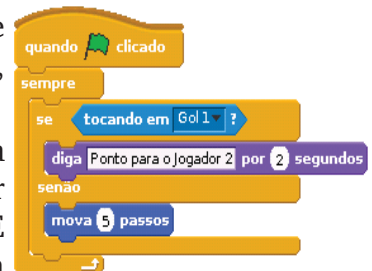 quando clicado
sempre
se tocando em Gol1 ?
diga Ponto para o Jogador 2 por 2 segundos
senão
mova 5 passos